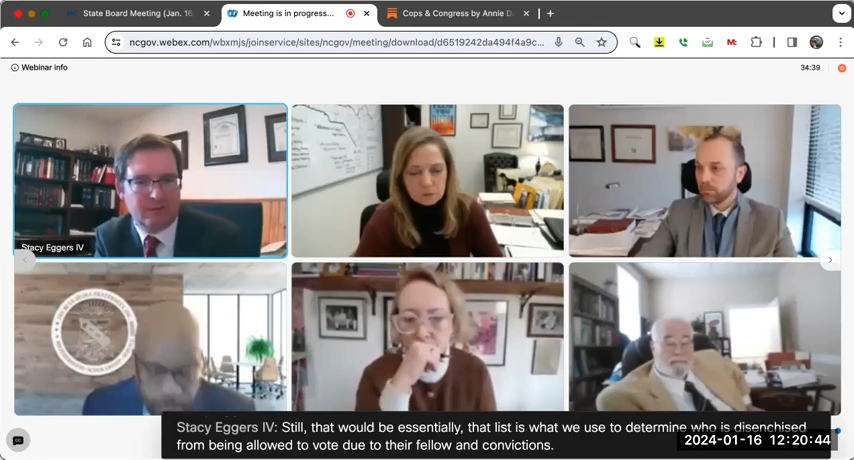 State Board Meeting (Jan. 16
Meeting is in progress...
Cops & Congress by Annie D
ncgov.webex.com/wbxmjs/joinservice/sites/ncgov/meeting/download/d6519242da494f4a9c...
Webinar info
34:39
Stacy Eggers IV
Stacy Eggers IV: Still, that would be essentially, that list is what we use to determine who is disenchised
from being allowed to vote due to their fellow and convictions.
2024-01-16 12:20:44